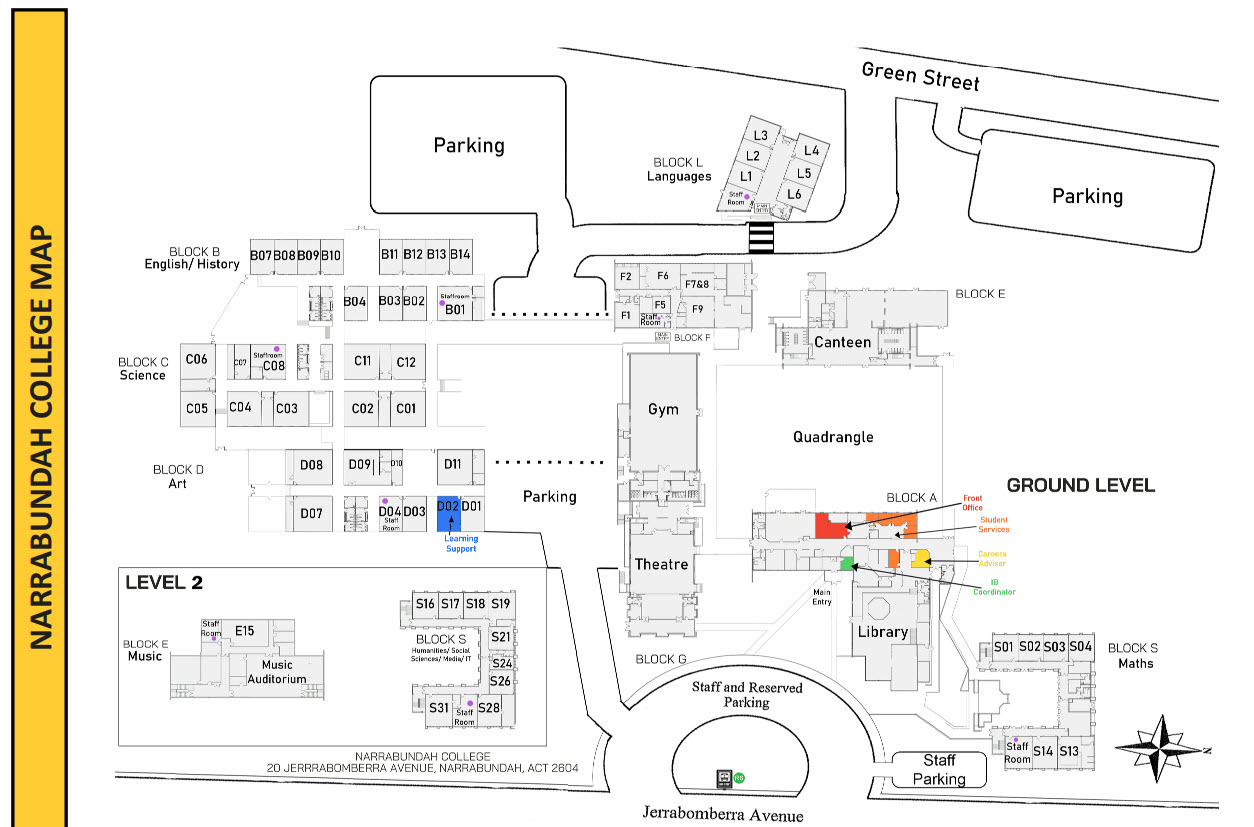 NARRABUNDAH COLLEGE MAP
Green Street
Parking
Parking
BLOCK L
Languages
L3
L2
L1
Staff
Room
L4
L5
L6
MAIN
ENTRY
BLOCK B
English/ History
B07 B08 B09 B10
B11 B12 B13 B14
B04
B03 B02
Staffroom
B01
F2
F6
F7&8
F1
F5
F9
Staff
Room
MAIN
ENTRY
BLOCK F
BLOCK E
Canteen
BLOCK C
Science
C06
C07
Staffroom
C08
C11
C12
C05
C04
C03
C02
C01
Gym
Quadrangle
BLOCK D
Art
D08
D09
D10
D11
D07
D04
Staff
Room
D03
D02
D01
Learning
Support
Parking
GROUND LEVEL
BLOCK A
Front
Office
Student
Services
Careers
Adviser
IB
Coordinator
Main
Entry
Theatre
Library
BLOCK G
LEVEL 2
BLOCK E
Music
Staff
Room
E15
Music
Auditorium
S16 S17 S18 S19
BLOCK S
Humanities/ Social
Sciences/ Media/ IT
S21
S24
S26
S31
Staff
Room
S28
S01 S02 S03 S04
BLOCK S
Maths
Staff
Room
S14 S13
Staff and Reserved
Parking
Staff
Parking
N
NARRABUNDAH COLLEGE
20 JERRRABOMBERRA AVENUE, NARRABUNDAH, ACT 2604
Jerrabomberra Avenue